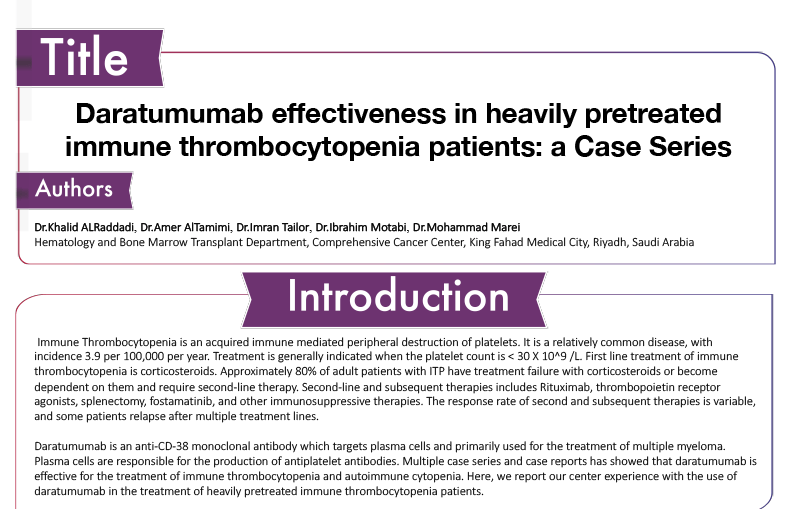 Title
Daratumumab effectiveness in heavily pretreated
immune thrombocytopenia patients: a Case Series
Authors
Dr.Khalid ALRaddadi, Dr.Amer AlTamimi, Dr.Imran Tailor, Dr.Ibrahim Motabi, Dr.Mohammad Marei
Hematology and Bone Marrow Transplant Department, Comprehensive Cancer Center, King Fahad Medical City, Riyadh, Saudi Arabia
Introduction
Immune Thrombocytopenia is an acquired immune mediated peripheral destruction of platelets. It is a relatively common disease, with
incidence 3.9 per 100,000 per year. Treatment is generally indicated when the platelet count is < 30 X 10^9 /L. First line treatment of immune
thrombocytopenia is corticosteroids. Approximately 80% of adult patients with ITP have treatment failure with corticosteroids or become
dependent on them and require second-line therapy. Second-line and subsequent therapies includes Rituximab, thrombopoietin receptor
agonists, splenectomy, fostamatinib, and other immunosuppressive therapies. The response rate of second and subsequent therapies is variable,
and some patients relapse after multiple treatment lines.
Daratumumab is an anti-CD-38 monoclonal antibody which targets plasma cells and primarily used for the treatment of multiple myeloma.
Plasma cells are responsible for the production of antiplatelet antibodies. Multiple case series and case reports has showed that daratumumab is
effective for the treatment of immune thrombocytopenia and autoimmune cytopenia. Here, we report our center experience with the use of
daratumumab in the treatment of heavily pretreated immune thrombocytopenia patients.